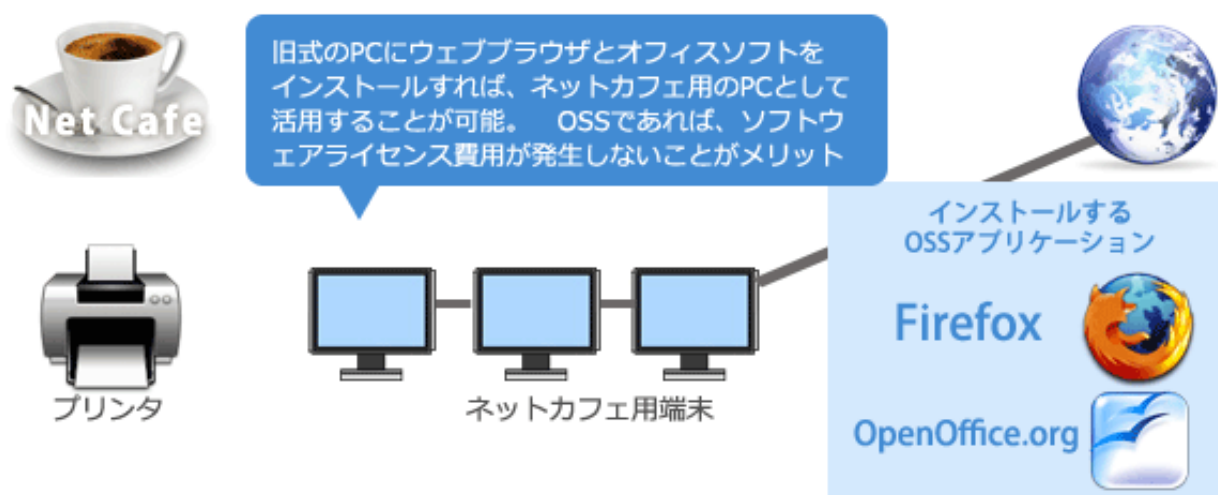 Net Cafe
旧式のPCにウェブブラウザとオフィスソフトを
インストールすれば、ネットカフェ用のPCとして
活用することが可能。　OSSであれば、ソフトウ
ェアライセンス費用が発生しないことがメリット
プリンタ
ネットカフェ用端末
インストールする
OSSアプリケーション
Firefox
OpenOffice.org